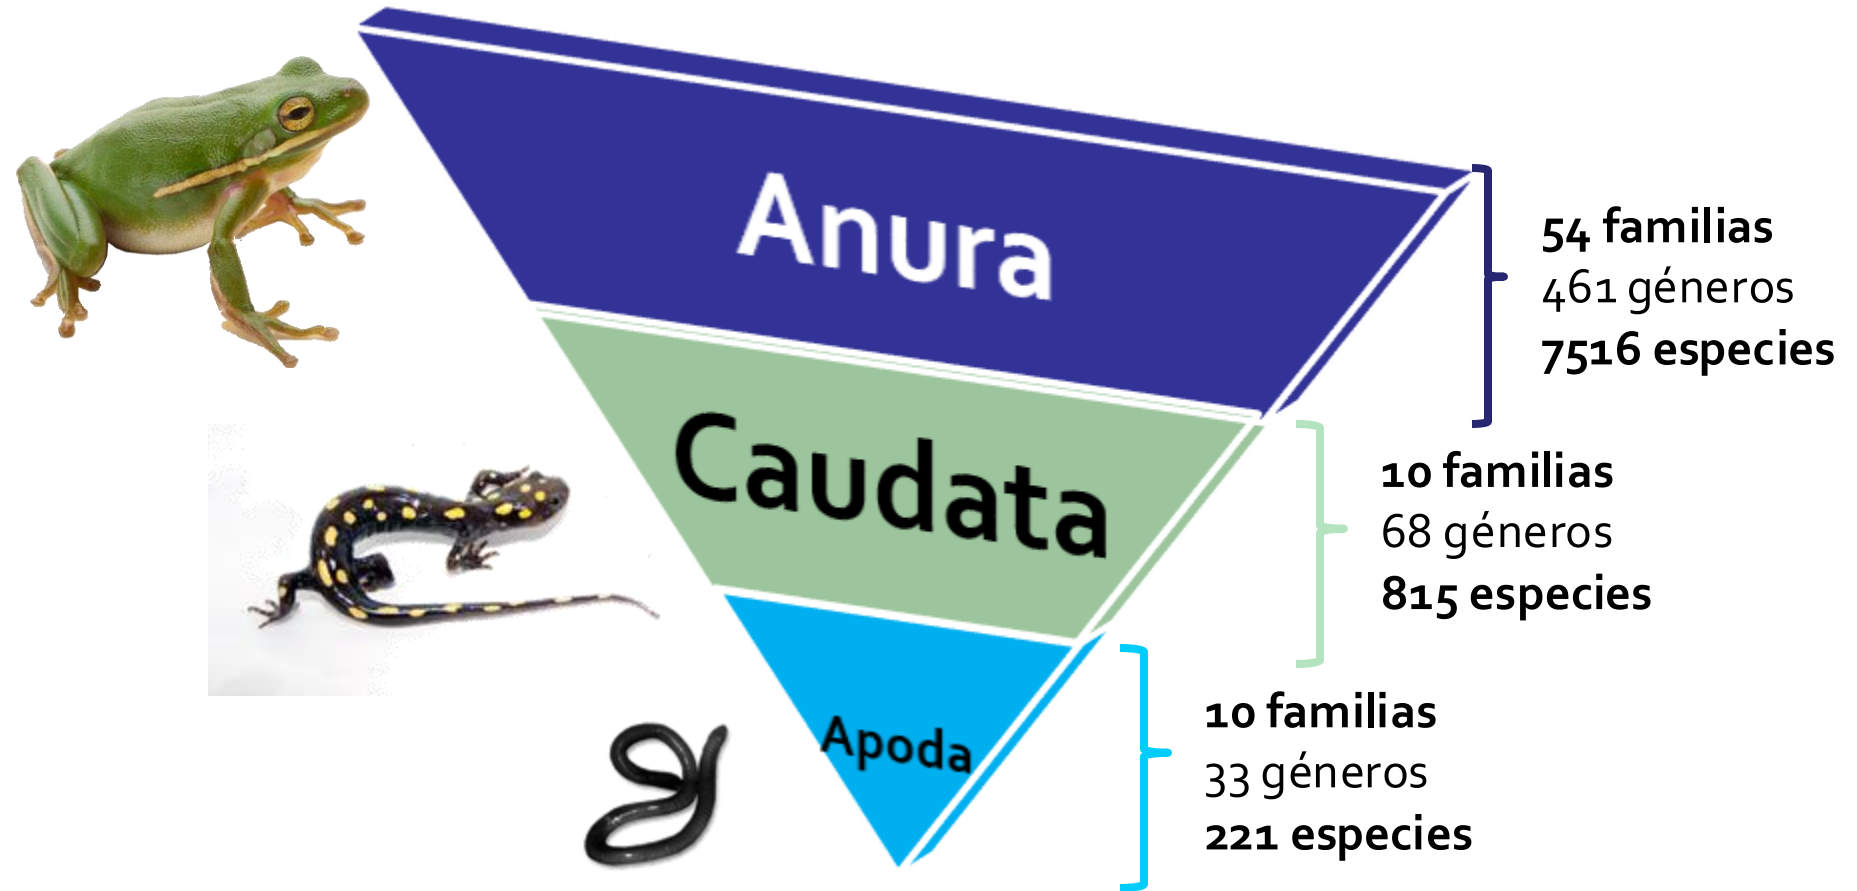 Anura
54 familias
461 géneros
7516 especies
Caudata
10 familias
68 géneros
815 especies
Apoda
10 familias
33 géneros
221 especies